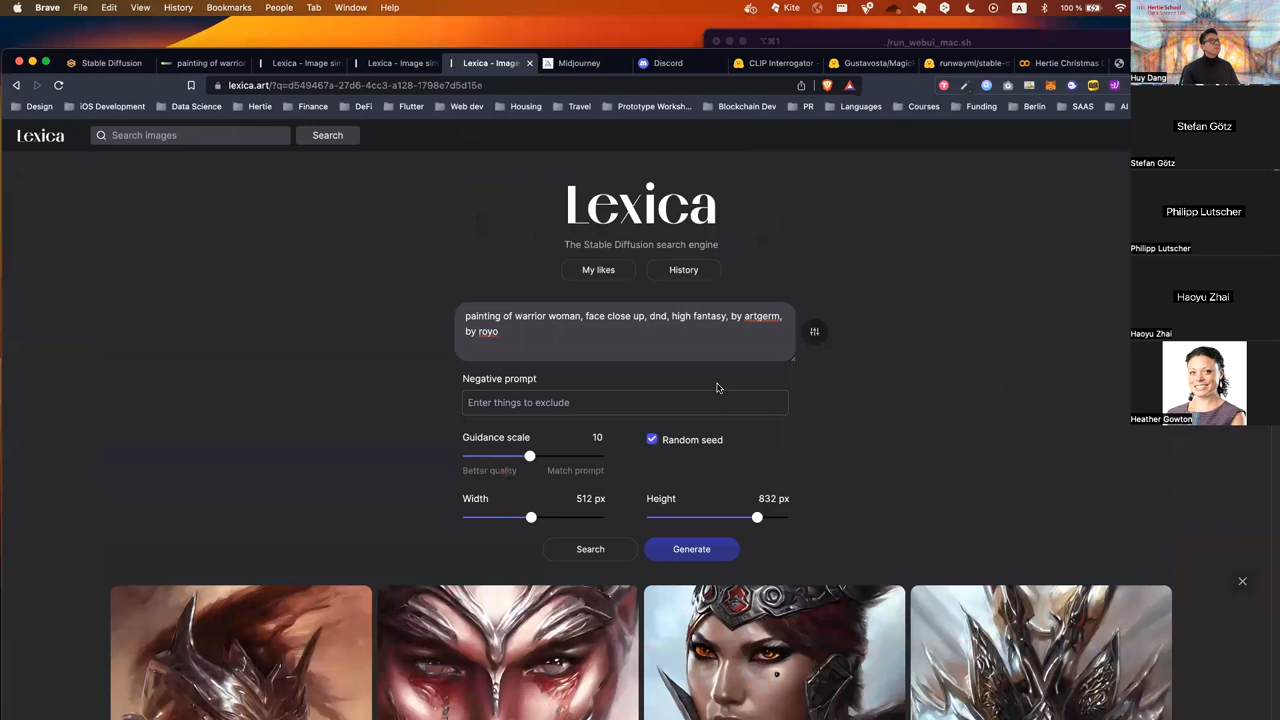 Brave File Edit View History Bookmarks People Tab Window Help
Kite A 100 %
⌥⌘1 ./run_webui_mac.sh
Stable Diffusion painting of warrior Lexica - Image si Lexica - Image sim Lexica - Image Midjourney Discord CLIP Interrogator Gustavosta/Magic runwayml/stable- Hertie Christmas
lexica.art/?q=d549467a-27d6-4cc3-a128-1798e7d5d15e
Design iOS Development Data Science Hertie Finance DeFi Flutter Web dev Housing Travel Prototype Worksh... Blockchain Dev PR Languages Courses Funding Berlin SAAS AI
Lexica Search images Search
Lexica
The Stable Diffusion search engine
My likes History
painting of warrior woman, face close up, dnd, high fantasy, by artgerm,
by royo
Negative prompt
Enter things to exclude
Guidance scale 10 Random seed
Better quality Match prompt
Width 512 px Height 832 px
Search Generate
Hertie School
Huy Dang
Stefan Götz
Stefan Götz
Philipp Lutscher
Philipp Lutscher
Haoyu Zhai
Haoyu Zhai
Heather Gowton